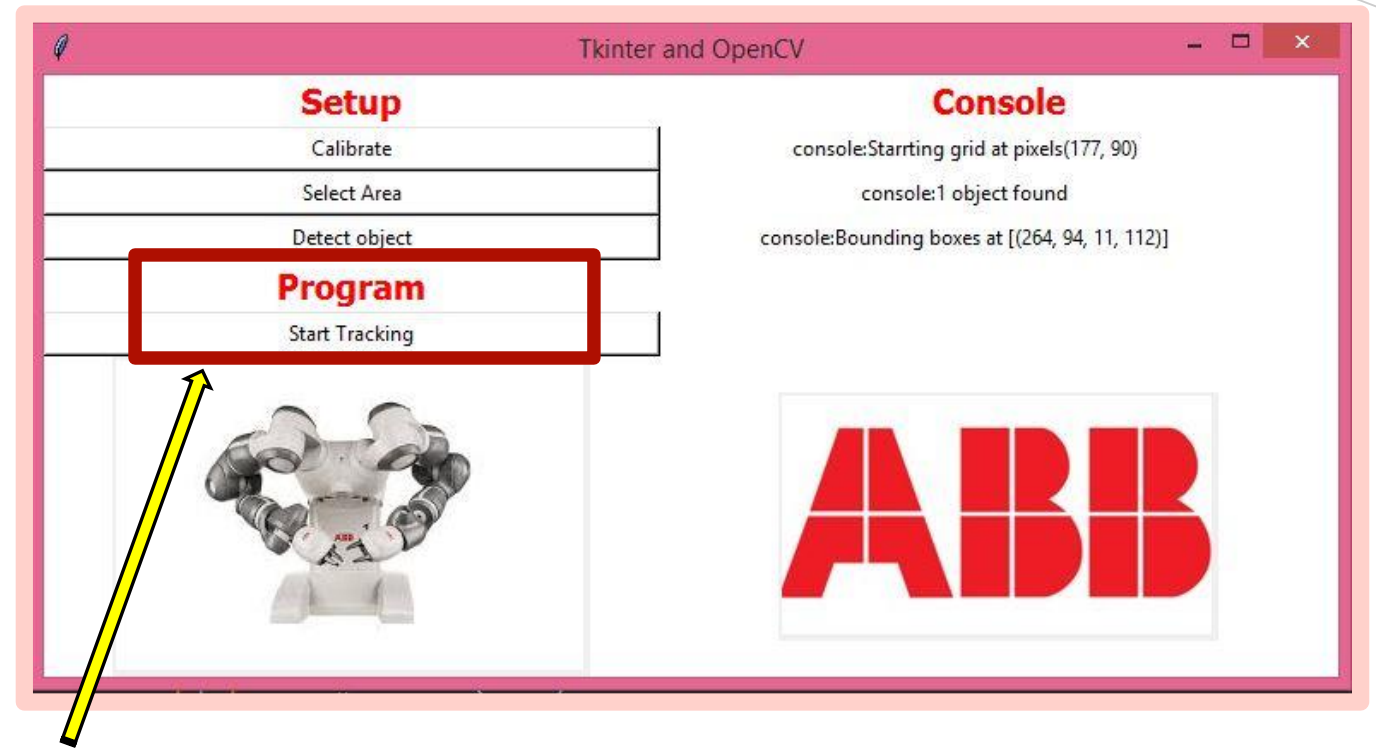 Tkinter and OpenCV
Setup
Calibrate
Select Area
Detect object
Program
Start Tracking
Console
console:Starrting grid at pixels(177, 90)
console:1 object found
console:Bounding boxes at [(264, 94, 11, 112)]
ABB
ABB